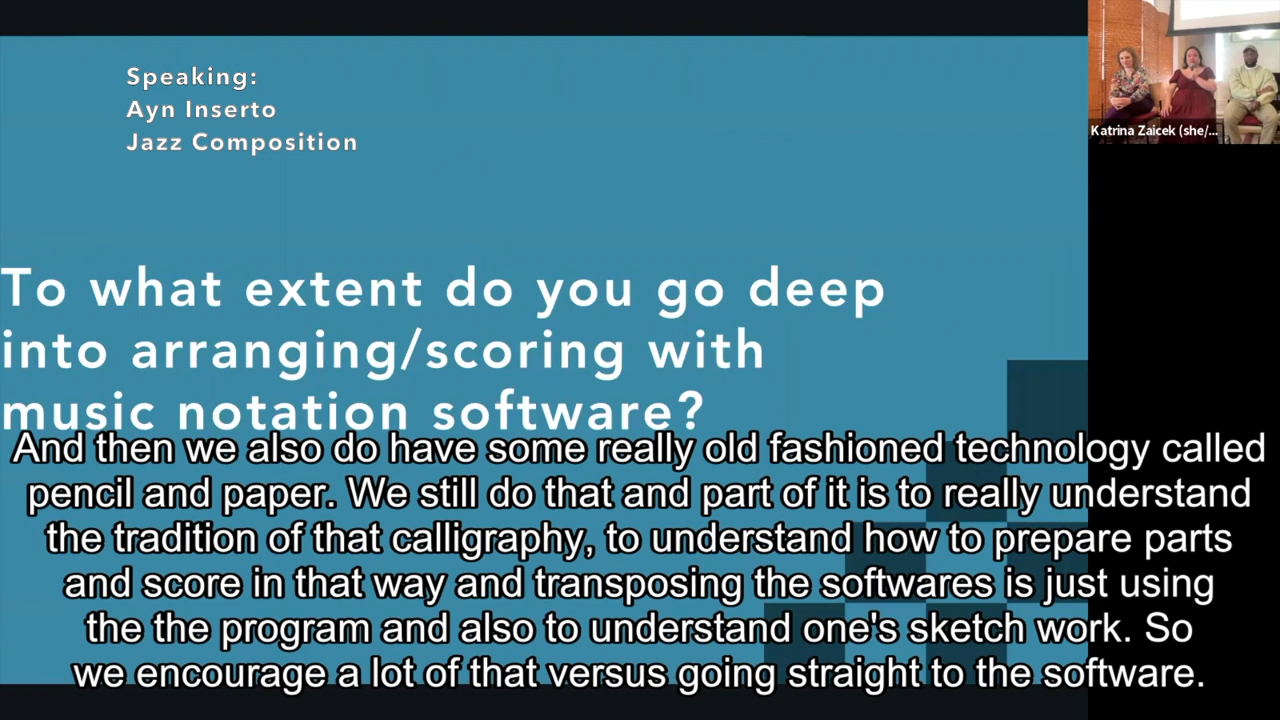 Speaking:
Ayn Inserto
Jazz Composition
Katrina Zaicek (she/...
To what extent do you go deep
into arranging/scoring with
music notation software?
And then we also do have some really old fashioned technology called
pencil and paper. We still do that and part of it is to really understand
the tradition of that calligraphy, to understand how to prepare parts
and score in that way and transposing the softwares is just using
the the program and also to understand one's sketch work. So
we encourage a lot of that versus going straight to the software.